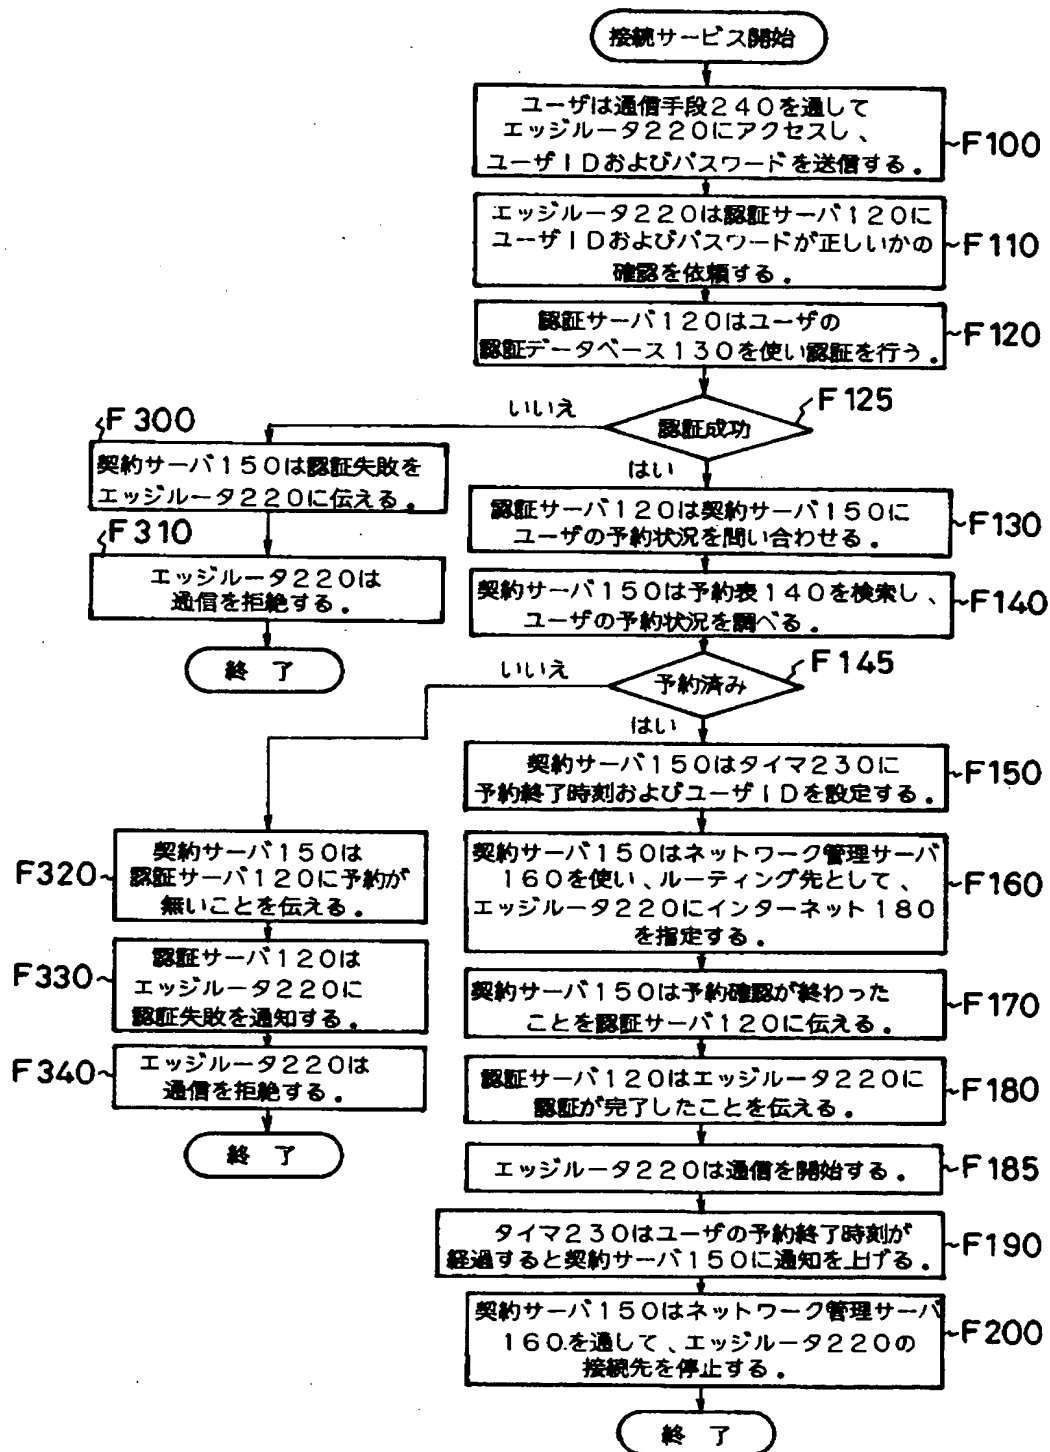 接続サービス開始
ユーザは通信手段240を通して
エッジルータ220にアクセスし、
ユーザIDおよびパスワードを送信する.
F100
エッジルータ220は認証サーバ120に
ユーザIDおよびパスワードが正しいかの
確認を依頼する.
F110
認証サーバ120はユーザの
認証データベース130を使い認証を行う.
F120
認証成功
F125
いいえ
はい
F300
契約サーバ150は認証失敗を
エッジルータ220に伝える.
F310
エッジルータ220は
通信を拒絶する.
終 了
認証サーバ120は契約サーバ150に
ユーザの予約状況を問い合わせる.
F130
契約サーバ150は予約表140を検索し、
ユーザの予約状況を調べる.
F140
予約済み
F145
いいえ
はい
契約サーバ150はタイマ230に
予約終了時刻およびユーザIDを設定する.
F150
契約サーバ150はネットワーク管理サーバ
160を使い、ルーティング先として、
エッジルータ220にインターネット180
を指定する.
F160
契約サーバ150は予約確認が終わった
ことを認証サーバ120に伝える.
F170
認証サーバ120はエッジルータ220に
認証が完了したことを伝える.
F180
エッジルータ220は通信を開始する.
F185
タイマ230はユーザの予約終了時刻が
経過すると契約サーバ150に通知を上げる.
F190
契約サーバ150はネットワーク管理サーバ
160を通して、エッジルータ220の
接続先を停止する.
F200
終 了
F320
契約サーバ150は
認証サーバ120に予約が
無いことを伝える.
F330
認証サーバ120は
エッジルータ220に
認証失敗を通知する.
F340
エッジルータ220は
通信を拒絶する.
終 了